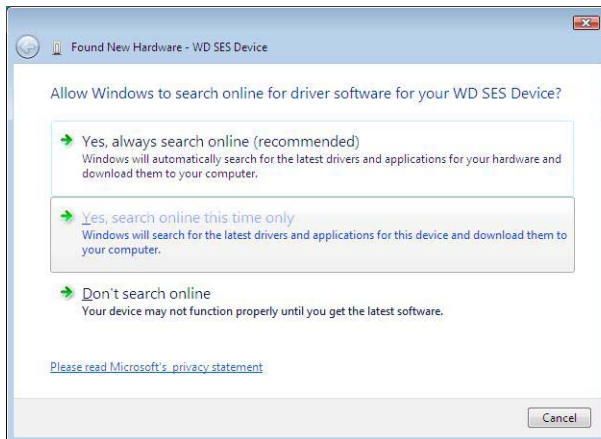 Found New Hardware - WD SES Device
Allow Windows to search online for driver software for your WD SES Device?
Yes, always search online (recommended)
Windows will automatically search for the latest drivers and applications for your hardware and
download them to your computer.
Yes, search online this time only
Windows will search for the latest drivers and applications for this device and download them to
your computer.
Don't search online
Your device may not function properly until you get the latest software.
Please read Microsoft's privacy statement
Cancel